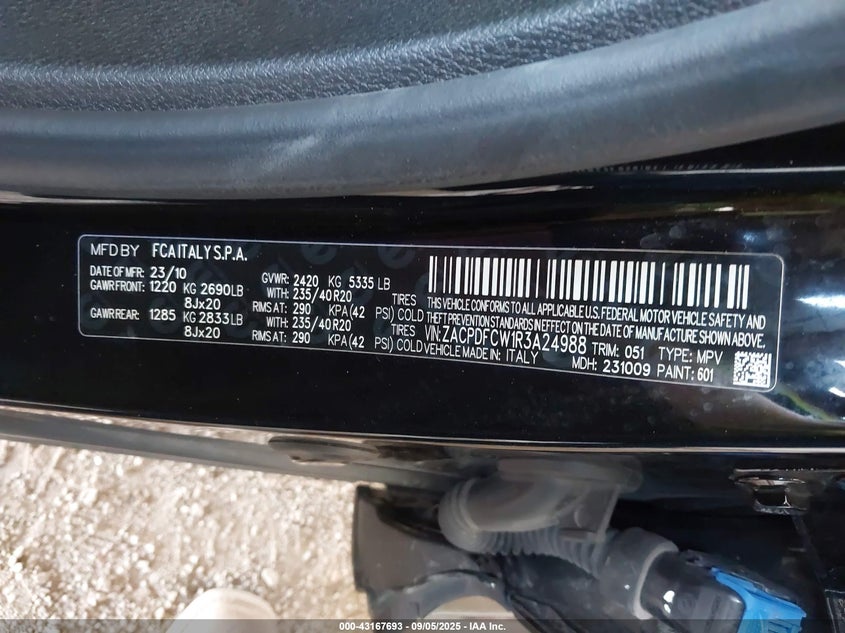 MFD BY FCA ITALY S.P.A.
DATE OF MFR 23/10
GVWR: 2420 KG 5335 LB
GAWR FRONT: 1220 KG 2690LB
WITH: 235/40R20 TIRES
8Jx20
RIMS AT: 290 KPA(42 PSI) COLD
GAWR REAR: 1285 KG 2833LB
WITH: 235/40R20 TIRES
8Jx20
RIMS AT: 290 KPA(42 PSI) COLD
THIS VEHICLE CONFORMS TO ALL APPLICABLE U.S. FEDERAL MOTOR VEHICLE SAFETY AND
THEFT PREVENTION STANDARDS IN EFFECT ON THE DATE OF MANUFACTURE SHOWN ABOVE.
VIN: ZACPDFCW1R3A24988 TRIM: 051 TYPE: MPV
VEHICLE MADE IN: ITALY MDH: 231009 PAINT: 601
000-43167693 - 09/05/2025 - IAA Inc.